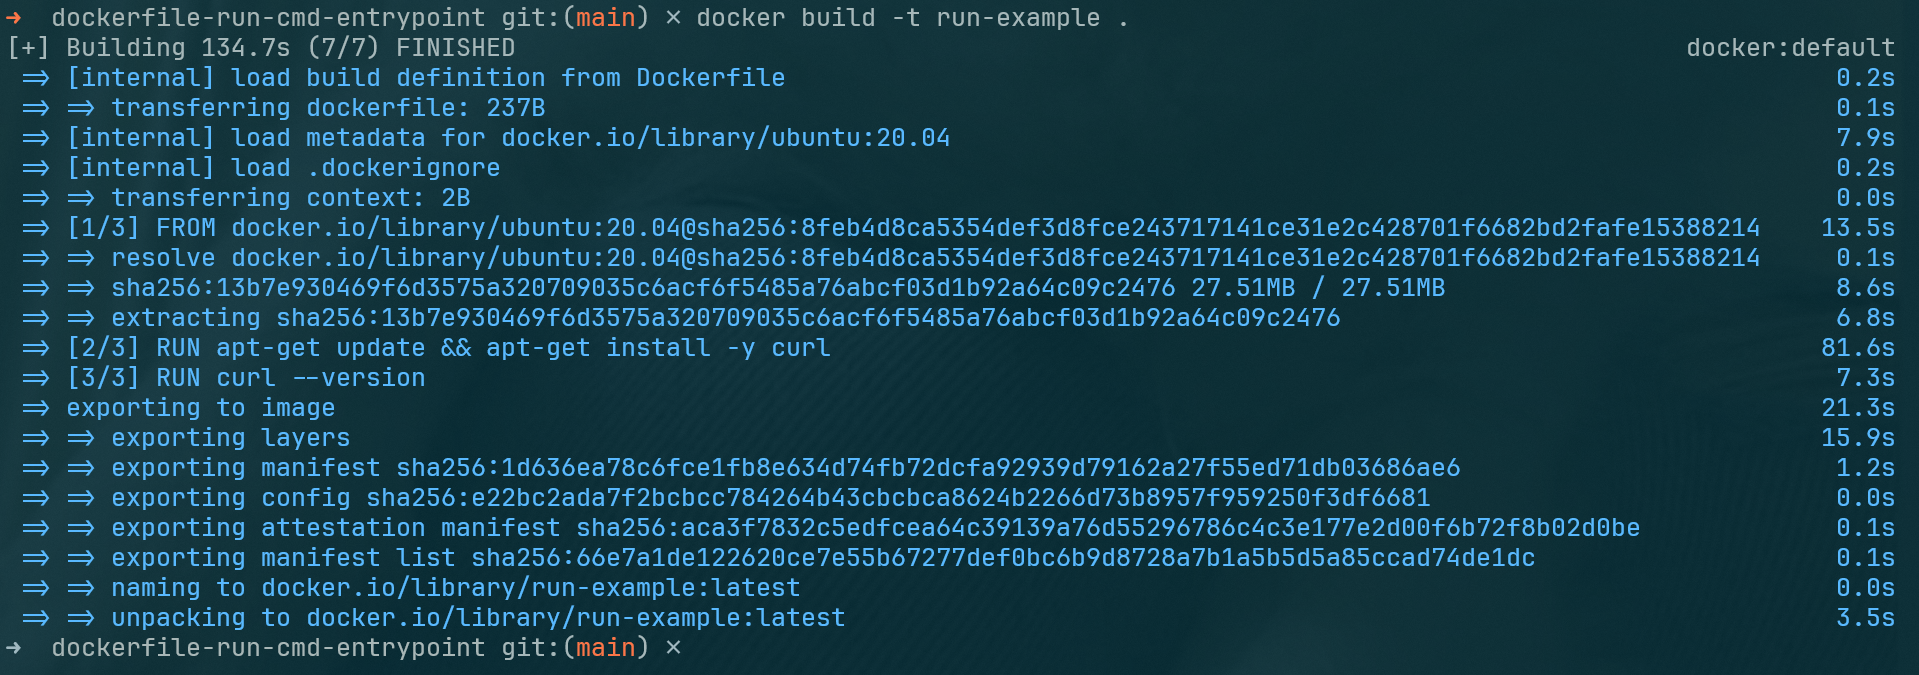 ➜  dockerfile-run-cmd-entrypoint git:(main) ✗ docker build -t run-example .
[+] Building 134.7s (7/7) FINISHED docker:default
=> [internal] load build definition from Dockerfile 0.2s
=> => transferring dockerfile: 237B 0.1s
=> [internal] load metadata for docker.io/library/ubuntu:20.04 7.9s
=> [internal] load .dockerignore 0.2s
=> => transferring context: 2B 0.0s
=> [1/3] FROM docker.io/library/ubuntu:20.04@sha256:8feb4d8ca5354def3d8fce243717141ce31e2c428701f6682bd2fafe15388214 13.5s
=> => resolve docker.io/library/ubuntu:20.04@sha256:8feb4d8ca5354def3d8fce243717141ce31e2c428701f6682bd2fafe15388214 0.1s
=> => sha256:13b7e930469f6d3575a320709035c6acf6f5485a76abcf03d1b92a64c09c2476 27.51MB / 27.51MB 8.6s
=> => extracting sha256:13b7e930469f6d3575a320709035c6acf6f5485a76abcf03d1b92a64c09c2476 6.8s
=> [2/3] RUN apt-get update && apt-get install -y curl 81.6s
=> [3/3] RUN curl --version 7.3s
=> exporting to image 21.3s
=> => exporting layers 15.9s
=> => exporting manifest sha256:1d636ea78c6fce1fb8e634d74fb72dcfa92939d79162a27f55ed71db03686ae6 1.2s
=> => exporting config sha256:e22bc2ada7f2bcbcc784264b43cbcbca8624b2266d73b8957f959250f3df6681 0.0s
=> => exporting attestation manifest sha256:aca3f7832c5edfcea64c39139a76d55296786c4c3e177e2d00f6b72f8b02d0be 0.1s
=> => exporting manifest list sha256:66e7a1de122620ce7e55b67277def0bc6b9d8728a7b1a5b5d5a85ccad74de1dc 0.1s
=> => naming to docker.io/library/run-example:latest 0.0s
=> => unpacking to docker.io/library/run-example:latest 3.5s
➜  dockerfile-run-cmd-entrypoint git:(main) ✗